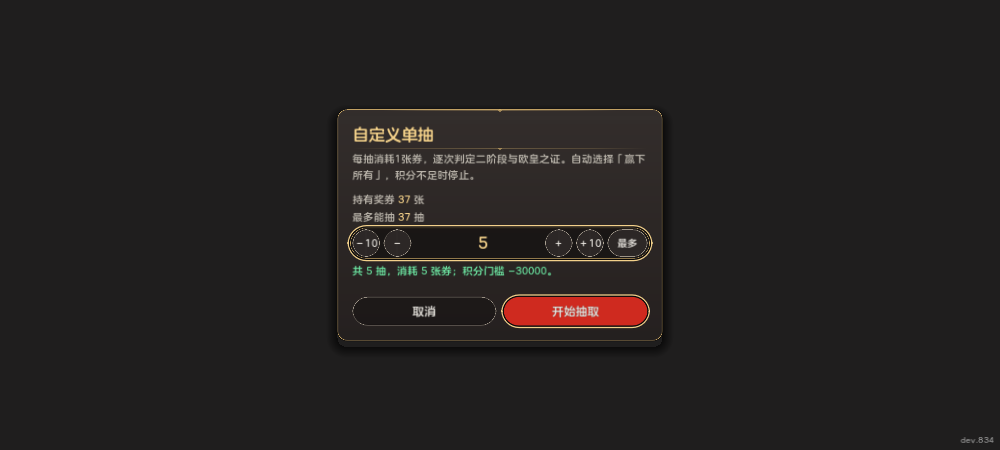 自定义单抽
每抽消耗1张券，逐次判定二阶段与欧皇之证。自动选择「赢下
所有」，积分不足时停止。
持有奖券 37 张
最多能抽 37 抽
−10 − 5 + +10 最多
共 5 抽，消耗 5 张券；积分门槛 −30000。
取消 开始抽取
dev.834